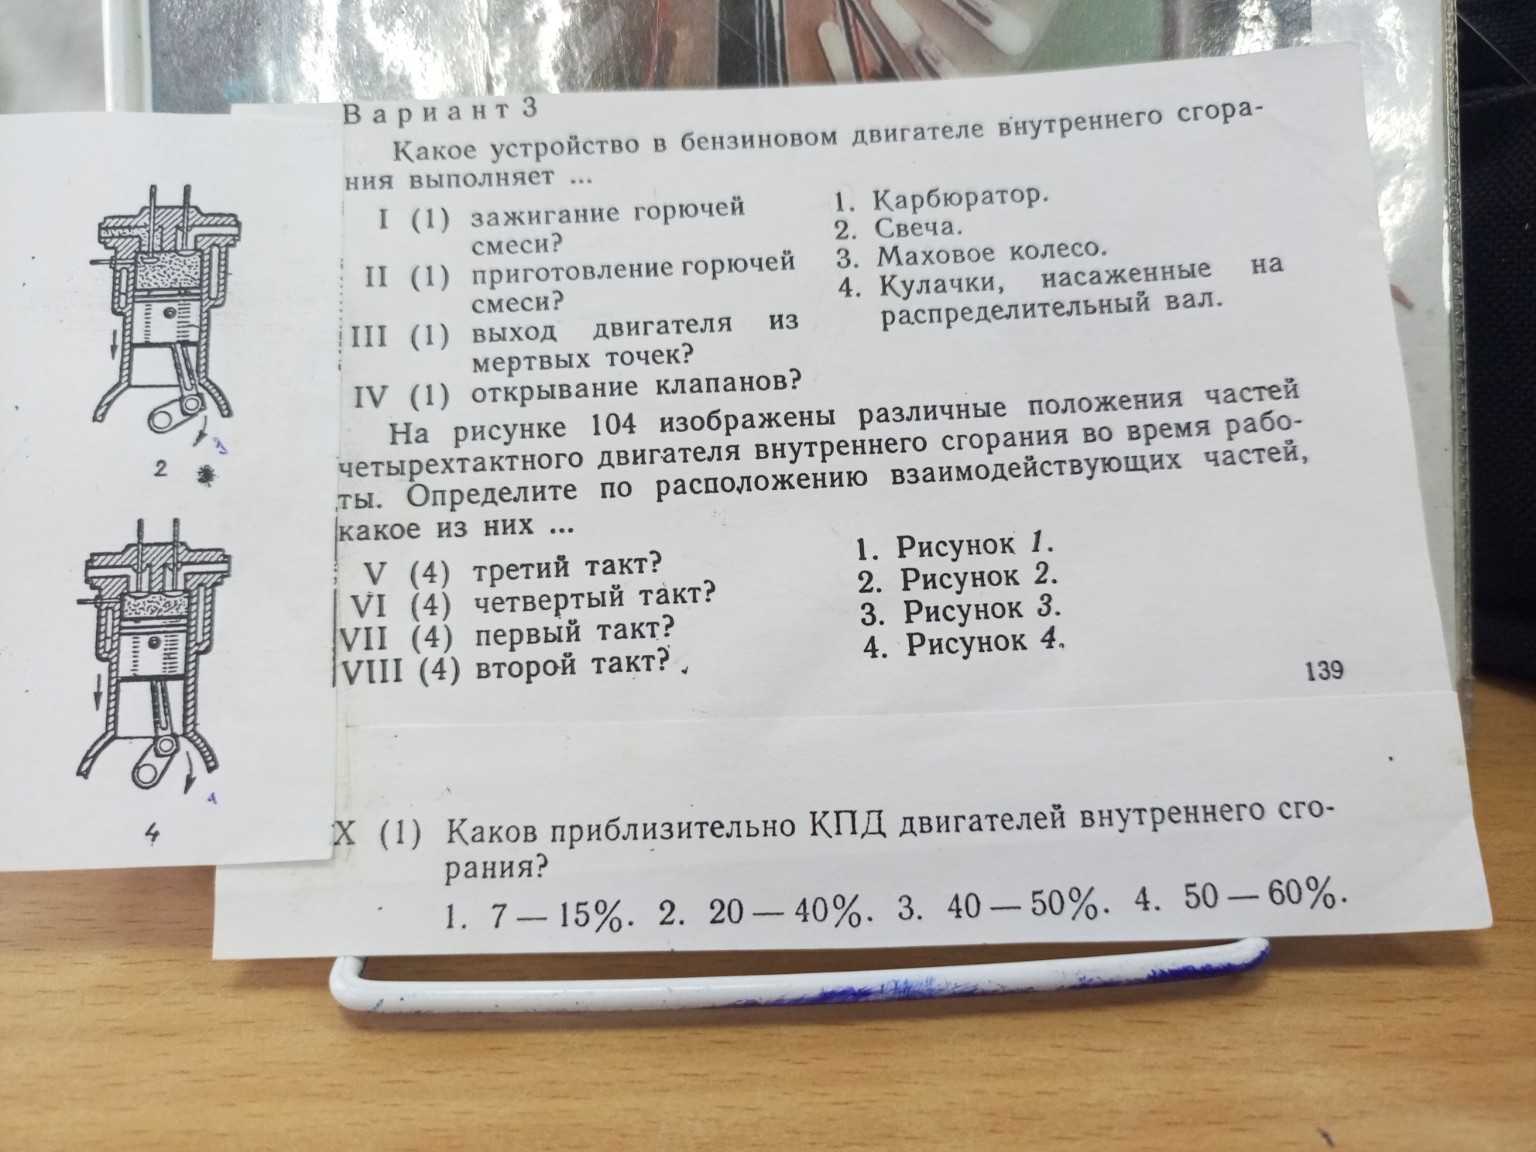 Вариант 3
Какое устройство в бензиновом двигателе внутреннего сгора-
ния выполняет ...
I (1) зажигание горючей
смеси?
II (1) приготовление горючей
смеси?
III (1) выход двигателя из
мертвых точек?
IV (1) открывание клапанов?
1. Карбюратор.
2. Свеча.
3. Маховое колесо.
4. Кулачки, насаженные на
распределительный вал.
На рисунке 104 изображены различные положения частей
четырехтактного двигателя внутреннего сгорания во время рабо-
ты. Определите по расположению взаимодействующих частей,
какое из них ...
V (4) третий такт?
VI (4) четвертый такт?
VII (4) первый такт?
VIII (4) второй такт?
1. Рисунок 1.
2. Рисунок 2.
3. Рисунок 3.
4. Рисунок 4.
139
X (1) Каков приблизительно КПД двигателей внутреннего сго-
рания?
1. 7 — 15%. 2. 20 — 40%. 3. 40 — 50%. 4. 50 — 60%.
2
4